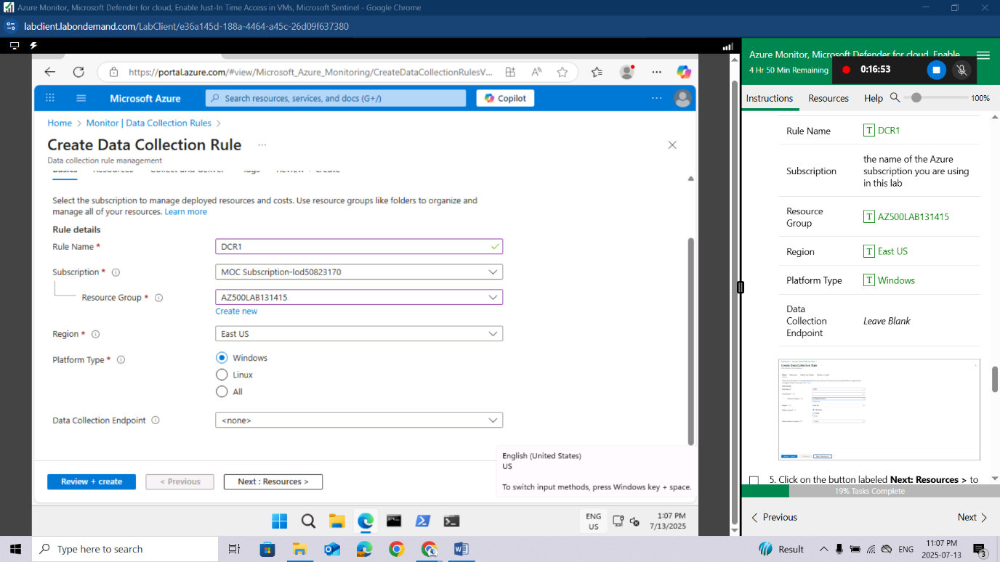 Azure Monitor, Microsoft Defender for cloud, Enable Just-In Time Access in VMs, Microsoft Sentinel - Google Chrome
labclient.labondemand.com/LabClient/e36a145d-188a-4464-a45c-26d09f637380
https://portal.azure.com/#view/Microsoft_Azure_Monitoring/CreateDataCollectionRulesV...
Microsoft Azure
Search resources, services, and docs (G+/)
Copilot
Home > Monitor | Data Collection Rules >
Create Data Collection Rule ...
Data collection rule management
Basics Resources Collect and deliver Tags Review + create
Select the subscription to manage deployed resources and costs. Use resource groups like folders to organize and
manage all of your resources. Learn more
Rule details
Rule Name * DCR1
Subscription * MOC Subscription-lod50823170
Resource Group * AZ500LAB131415
Create new
Region * East US
Platform Type * Windows
Linux
All
Data Collection Endpoint <none>
English (United States)
US
To switch input methods, press Windows key + space.
Review + create < Previous Next : Resources >
ENG
US
1:07 PM
7/13/2025
Azure Monitor, Microsoft Defender for cloud, Enable
4 Hr 50 Min Remaining
0:16:53
Instructions Resources Help 100%
Rule Name T DCR1
Subscription
the name of the Azure
subscription you are using
in this lab
Resource
Group
T AZ500LAB131415
Region T East US
Platform Type T Windows
Data
Collection
Endpoint
Leave Blank
5. Click on the button labeled Next: Resources > to
19% Tasks Complete
< Previous Next >
Type here to search
Result
ENG
11:07 PM
2025-07-13
3